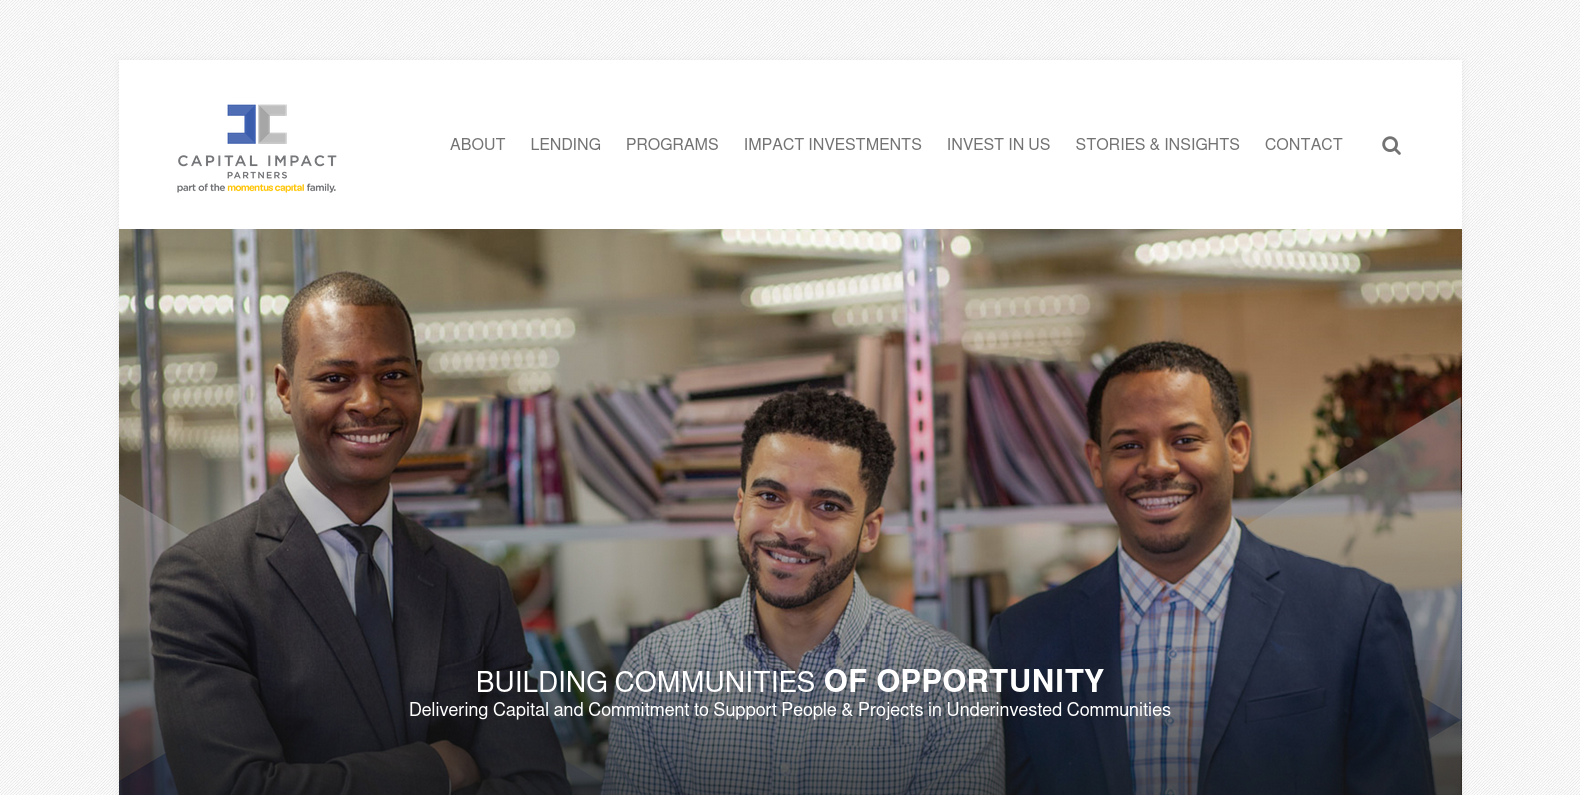 CAPITAL IMPACT
PARTNERS
part of the momentus capital family.
ABOUT LENDING PROGRAMS IMPACT INVESTMENTS INVEST IN US STORIES & INSIGHTS CONTACT
BUILDING COMMUNITIES OF OPPORTUNITY
Delivering Capital and Commitment to Support People & Projects in Underinvested Communities